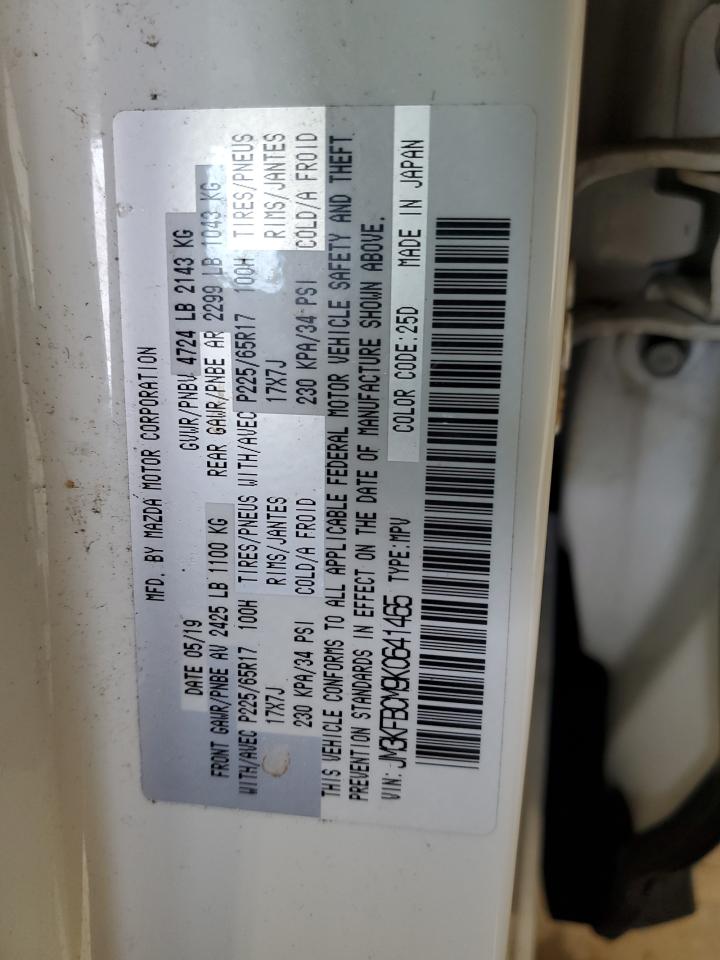 MFD. BY MAZDA MOTOR CORPORATION
DATE 05/19 GVWR/PNBV 4724 LB 2143 KG
FRONT GAWR/PNBE AV 2425 LB 1100 KG REAR GAWR/PNBE AR 2299 LB 1043 KG
WITH/AVEC P225/65R17 100H TIRES/PNEUS WITH/AVEC P225/65R17 100H TIRES/PNEUS
17X7J RIMS/JANTES 17X7J RIMS/JANTES
230 KPA/34 PSI COLD/A FROID 230 KPA/34 PSI COLD/A FROID
THIS VEHICLE CONFORMS TO ALL APPLICABLE FEDERAL MOTOR VEHICLE SAFETY AND THEFT
PREVENTION STANDARDS IN EFFECT ON THE DATE OF MANUFACTURE SHOWN ABOVE.
VIN: JM3KFBCM9K0641465 TYPE:MPV COLOR CODE:25D MADE IN JAPAN